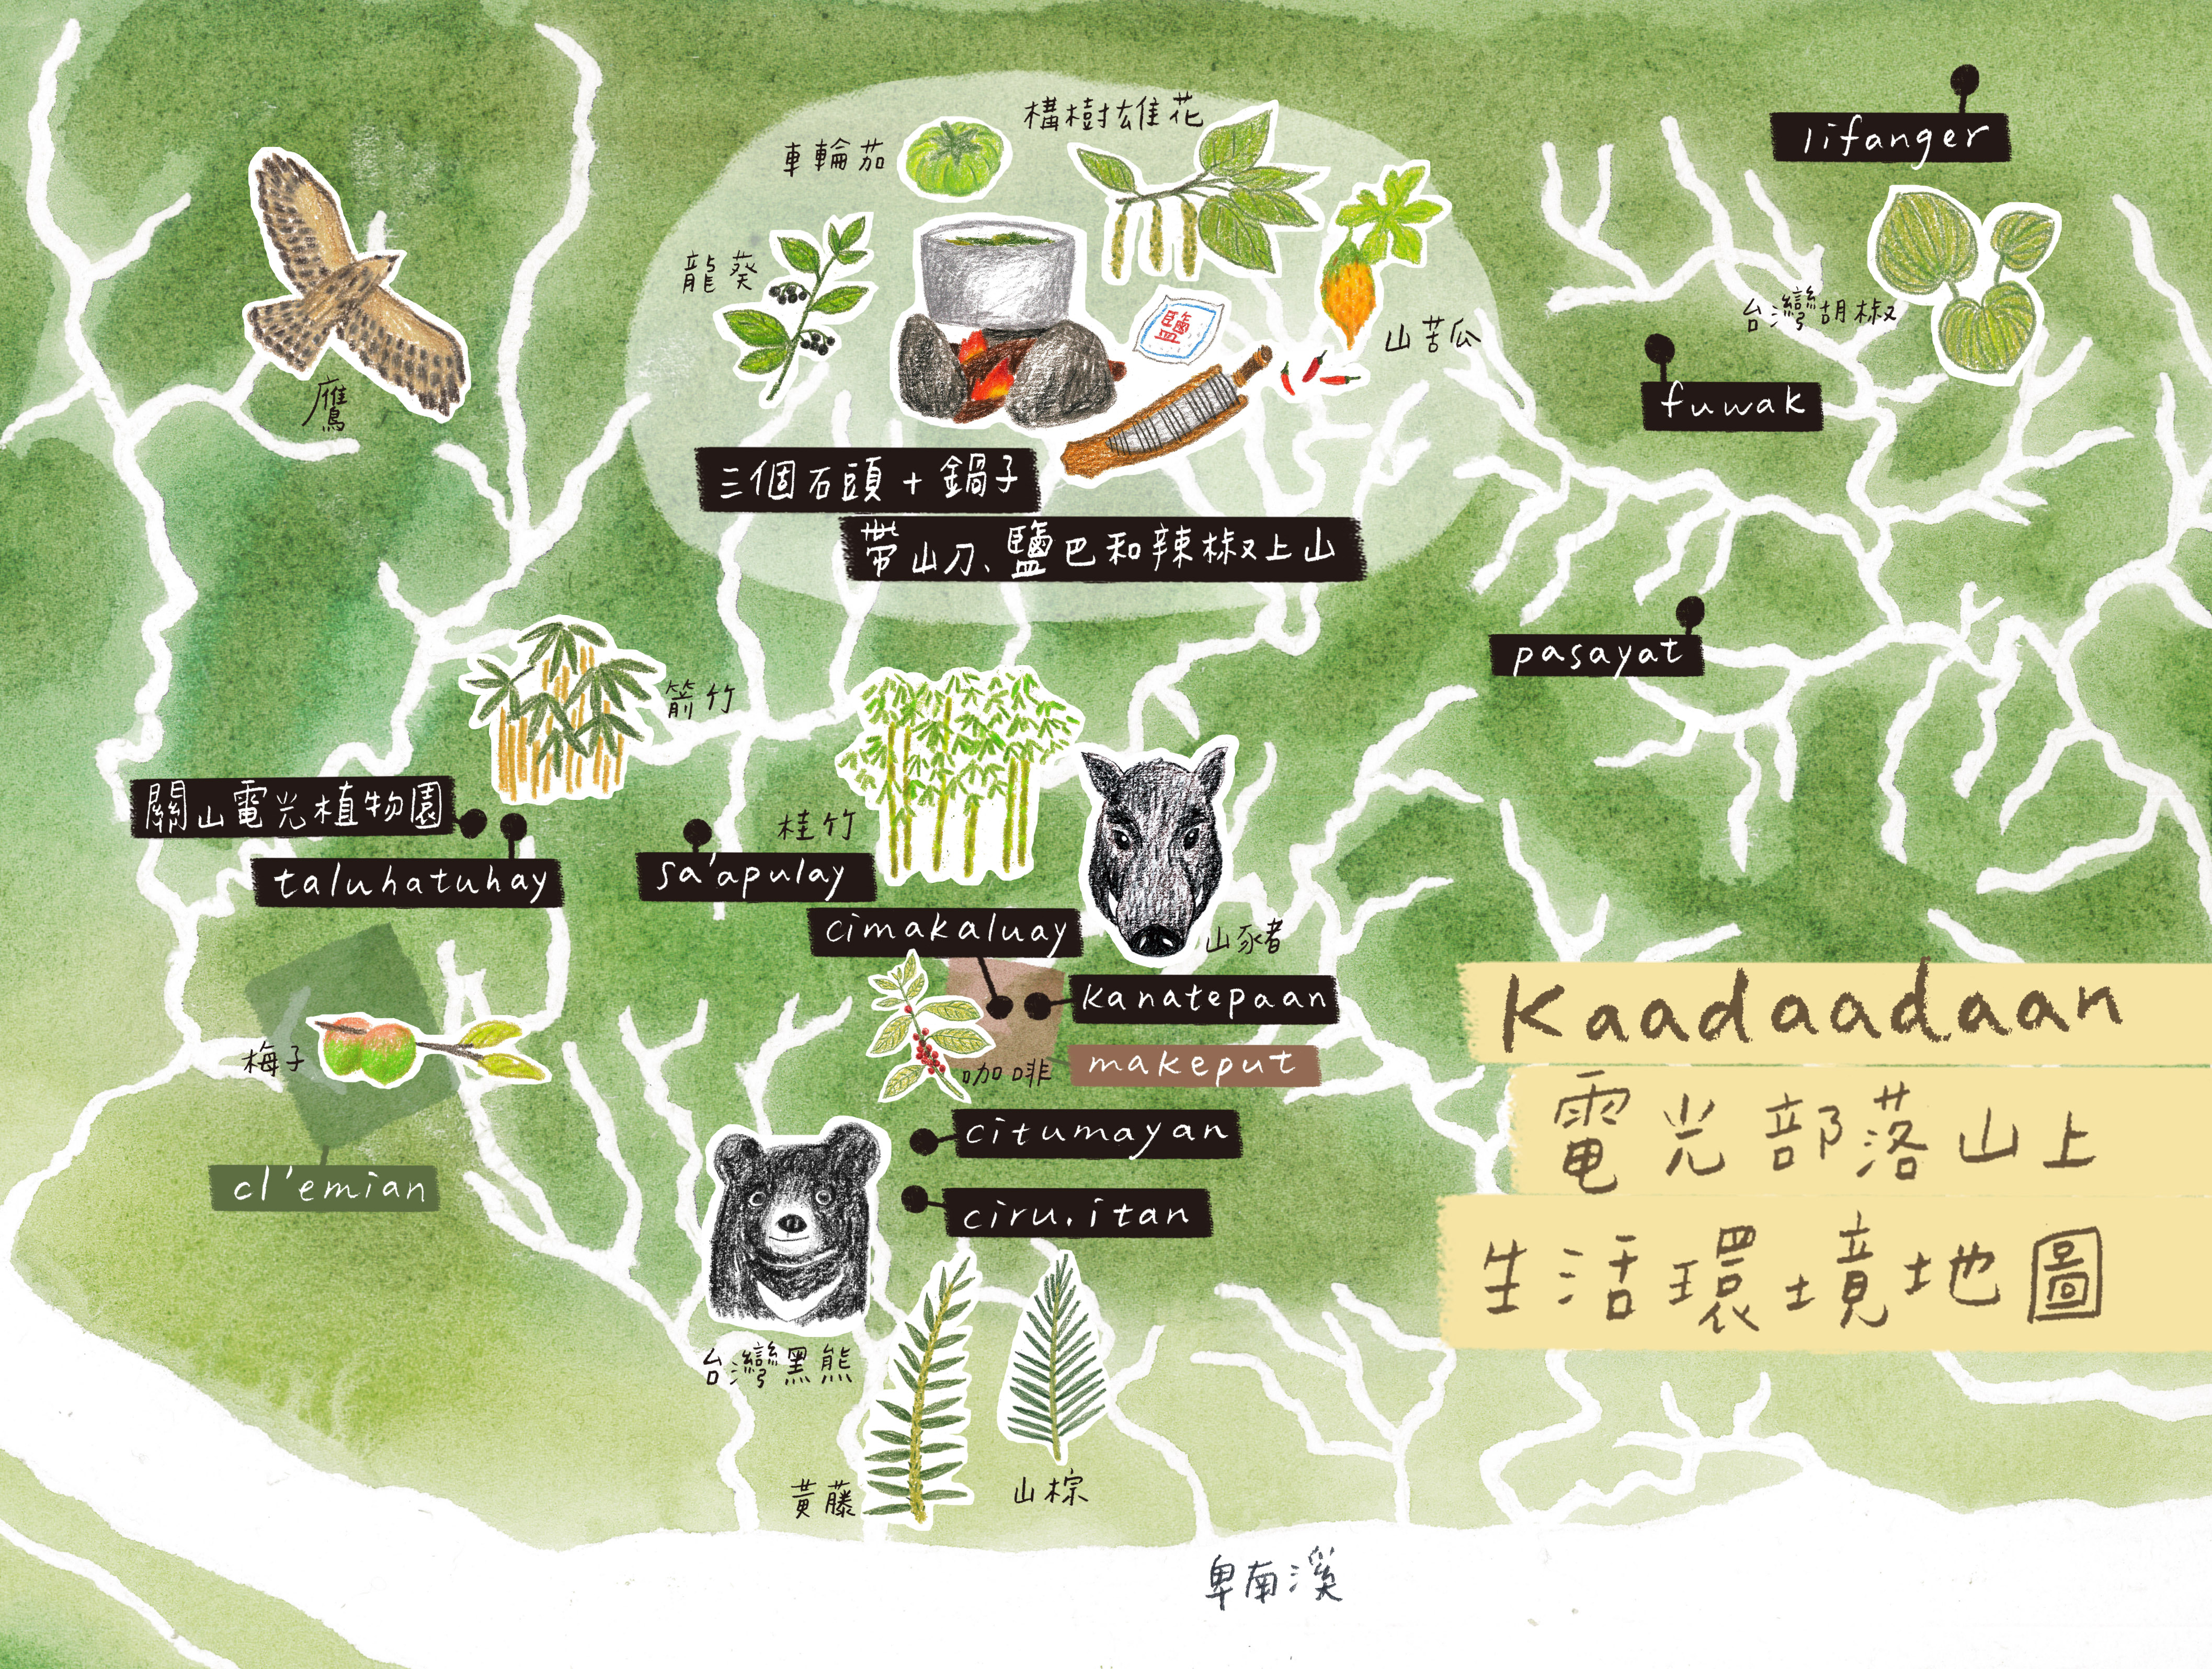 lifanger
構樹雄花
車輪茄
龍葵
鹽
山苦瓜
台灣胡椒
鷹
fuwak
三個石頭+鍋子
帶山刀、鹽巴和辣椒上山
pasayat
箭竹
關山電光植物園
桂竹
taluhatuhay
sa'apulay
cimakaluay
山豬
kanatepaan
makeput
咖啡
梅子
Kaadaadaan
電光部落山上
生活環境地圖
citumayan
cl'emian
ciru.itan
台灣黑熊
黃藤
山棕
卑南溪